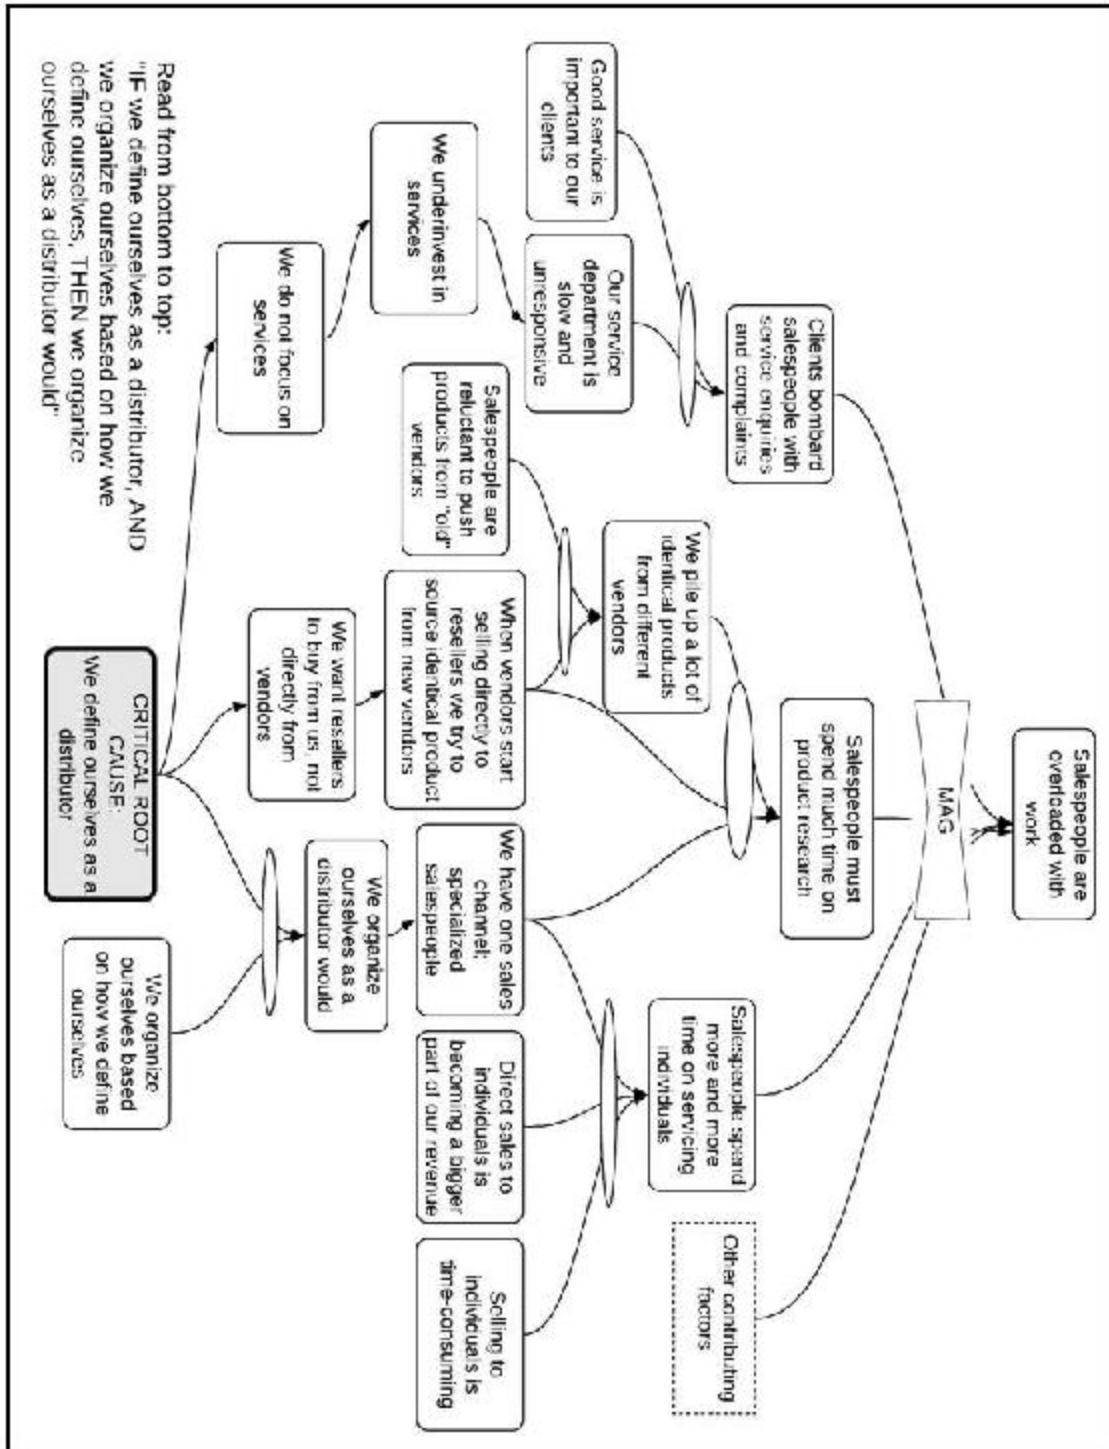 Salespeople are
overloaded with
work
MAG
Clients bombard
salespeople with
service enquiries
and complaints
Salespeople must
spend much time on
product research
Salespeople spend
more and more
time on servicing
individuals
Other contributing
factors
Good service is
important to our
clients
Our service
department is
slow and
unresponsive
We pile up a lot of
identical products
from different
vendors
We underinvest in
services
Salespeople are
reluctant to push
products from "old"
vendors
When vendors start
selling directly to
resellers we try to
source identical product
from new vendors
We have one sales
channel;
specialized
salespeople
Direct sales to
individuals is
becoming a bigger
part of our revenue
Selling to
individuals is
time-consuming
We do not focus on
services
We want resellers
to buy from us, not
directly from
vendors
We organize
ourselves as a
distributor would
Read from bottom to top:
"IF we define ourselves as a distributor, AND
we organize ourselves based on how we
define ourselves, THEN we organize
ourselves as a distributor would"
CRITICAL ROOT
CAUSE:
We define ourselves as a
distributor
We organize
ourselves based
on how we define
ourselves